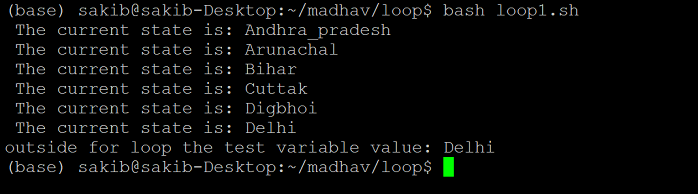 (base) sakib@sakib-Desktop:~/madhav/loop$ bash loop1.sh
The current state is: Andhra_pradesh
The current state is: Arunachal
The current state is: Bihar
The current state is: Cuttak
The current state is: Digbhoi
The current state is: Delhi
outside for loop the test variable value: Delhi
(base) sakib@sakib-Desktop:~/madhav/loop$